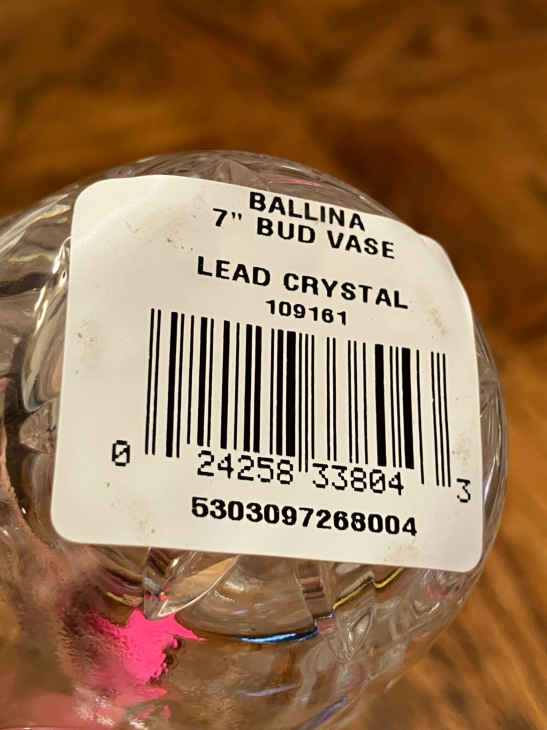 BALLINA
7" BUD VASE
LEAD CRYSTAL
109161
0 24258 33804 3
5303097268004